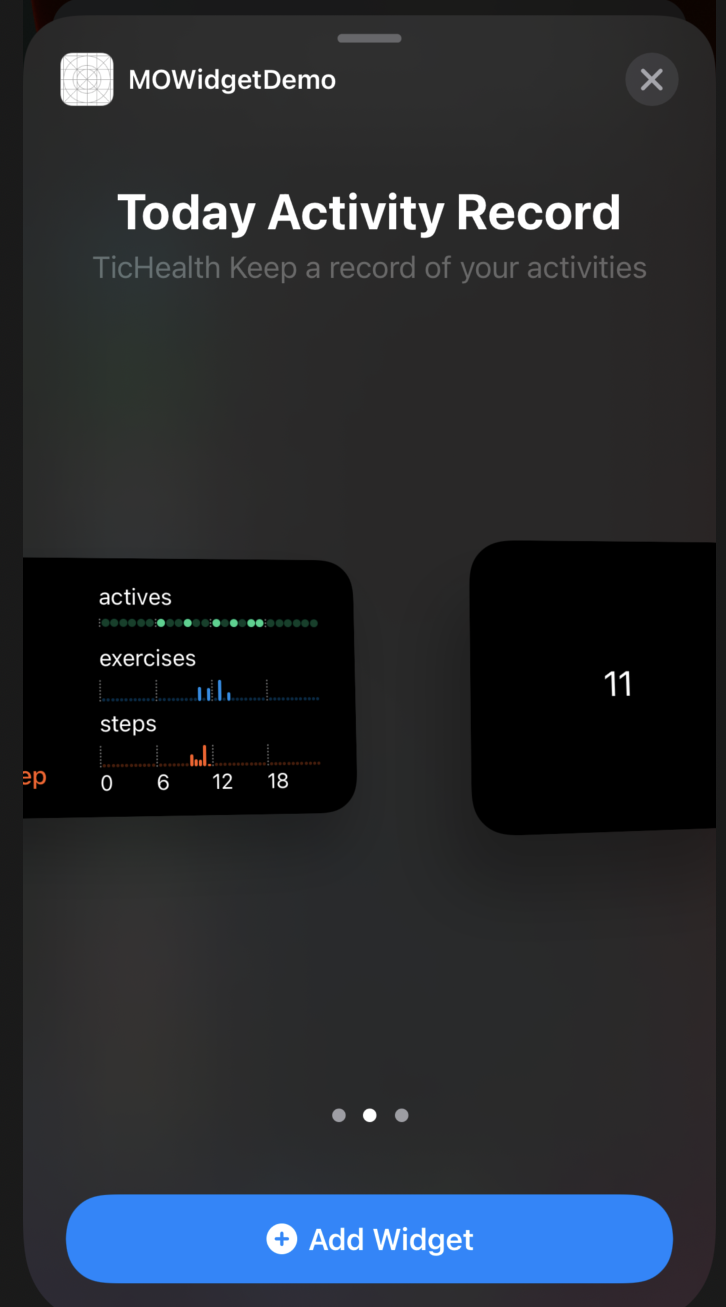 MOWidgetDemo
Today Activity Record
TicHealth Keep a record of your activities
actives
exercises
steps
ep
0 6 12 18
11
Add Widget